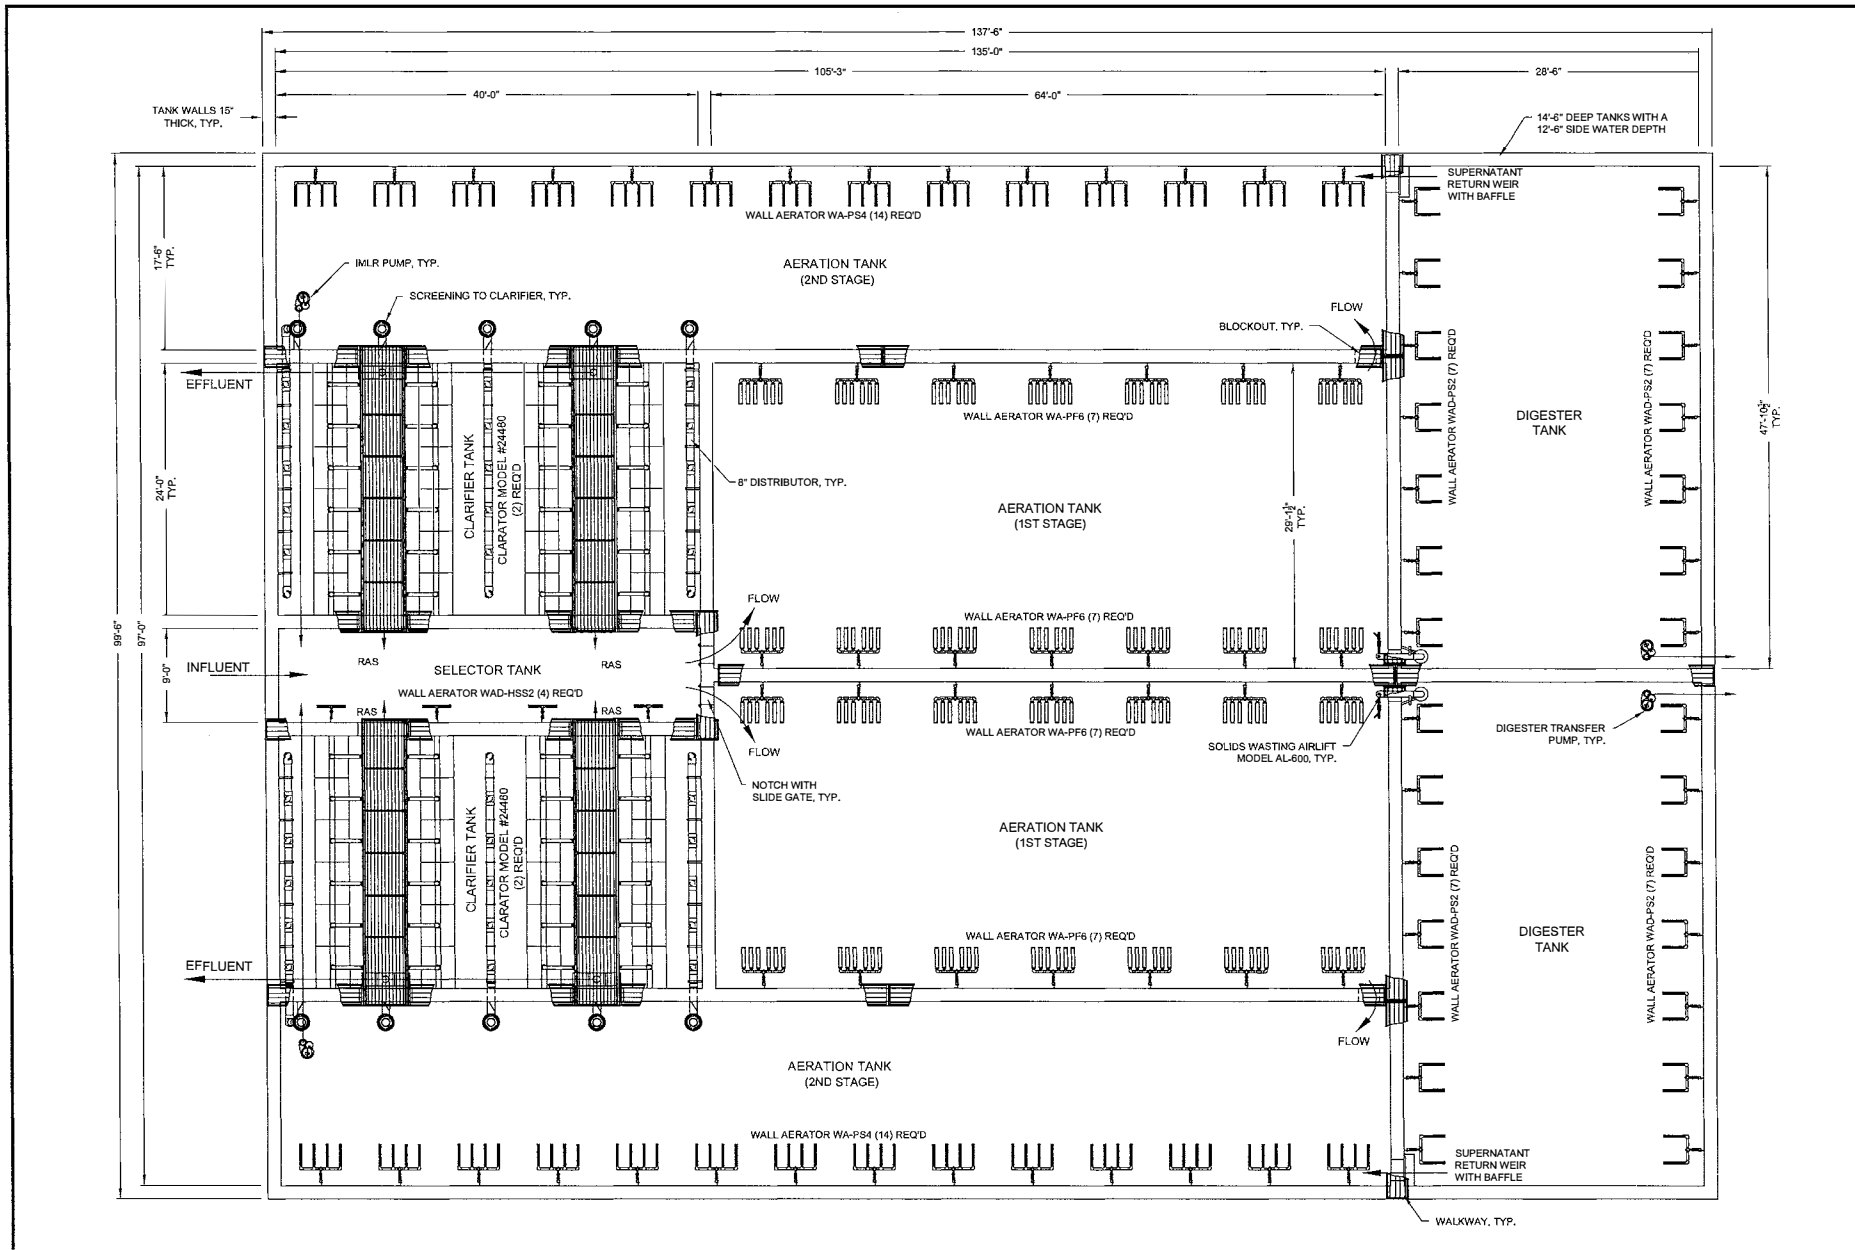 137'-6"
135'-0"
105'-3"
28'-6"
40'-0"
64'-0"
TANK WALLS 15"
THICK, TYP.
14'-6" DEEP TANKS WITH A
12'-6" SIDE WATER DEPTH
SUPERNATANT
RETURN WEIR
WITH BAFFLE
WALL AERATOR WA-PS4 (14) REQ'D
17'-6"
TYP.
IMLR PUMP, TYP.
AERATION TANK
(2ND STAGE)
SCREENING TO CLARIFIER, TYP.
FLOW
BLOCKOUT, TYP.
EFFLUENT
WALL AERATOR WA-PF6 (7) REQ'D
WALL AERATOR WAD-PS2 (7) REQ'D
WALL AERATOR WAD-PS2 (7) REQ'D
DIGESTER
TANK
47'-10½"
TYP.
24'-0"
TYP.
CLARIFIER TANK
CLARATOR MODEL #24480
(2) REQ'D
8" DISTRIBUTOR, TYP.
AERATION TANK
(1ST STAGE)
29'-1½"
TYP.
FLOW
WALL AERATOR WA-PF6 (7) REQ'D
99'-6"
97'-0"
9'-0"
INFLUENT
RAS
SELECTOR TANK
RAS
WALL AERATOR WAD-HSS2 (4) REQ'D
RAS
RAS
FLOW
WALL AERATOR WA-PF6 (7) REQ'D
SOLIDS WASTING AIRLIFT
MODEL AL-600, TYP.
DIGESTER TRANSFER
PUMP, TYP.
NOTCH WITH
SLIDE GATE, TYP.
CLARIFIER TANK
CLARATOR MODEL #24480
(2) REQ'D
AERATION TANK
(1ST STAGE)
WALL AERATOR WAD-PS2 (7) REQ'D
WALL AERATOR WAD-PS2 (7) REQ'D
DIGESTER
TANK
WALL AERATOR WA-PF6 (7) REQ'D
EFFLUENT
FLOW
AERATION TANK
(2ND STAGE)
WALL AERATOR WA-PS4 (14) REQ'D
SUPERNATANT
RETURN WEIR
WITH BAFFLE
WALKWAY, TYP.